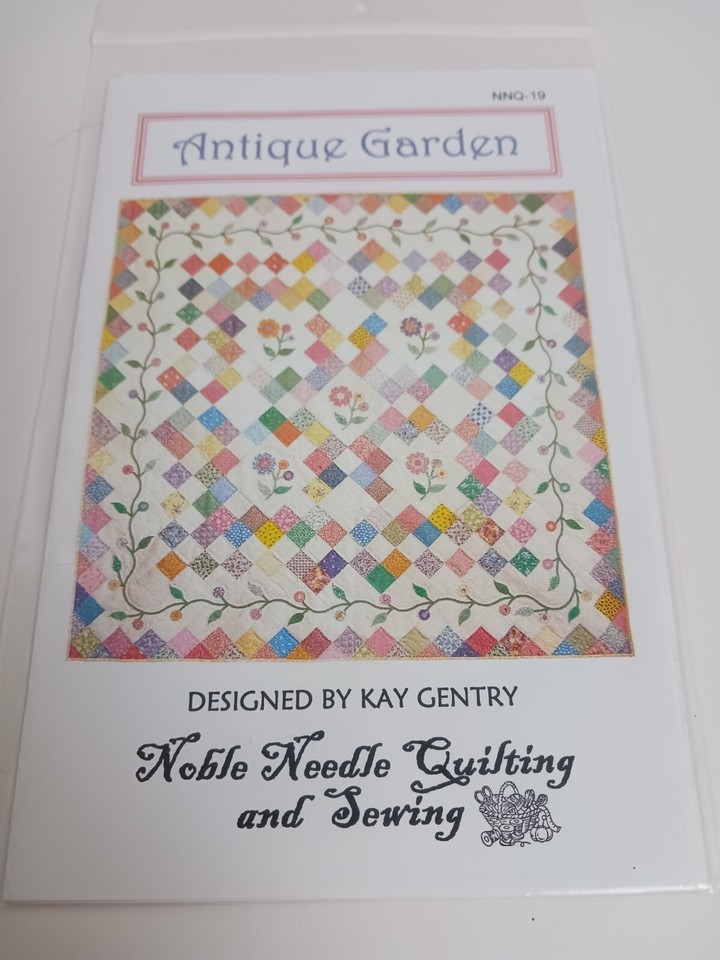 NNQ-19
Antique Garden
DESIGNED BY KAY GENTRY
Noble Needle Quilting
and Sewing